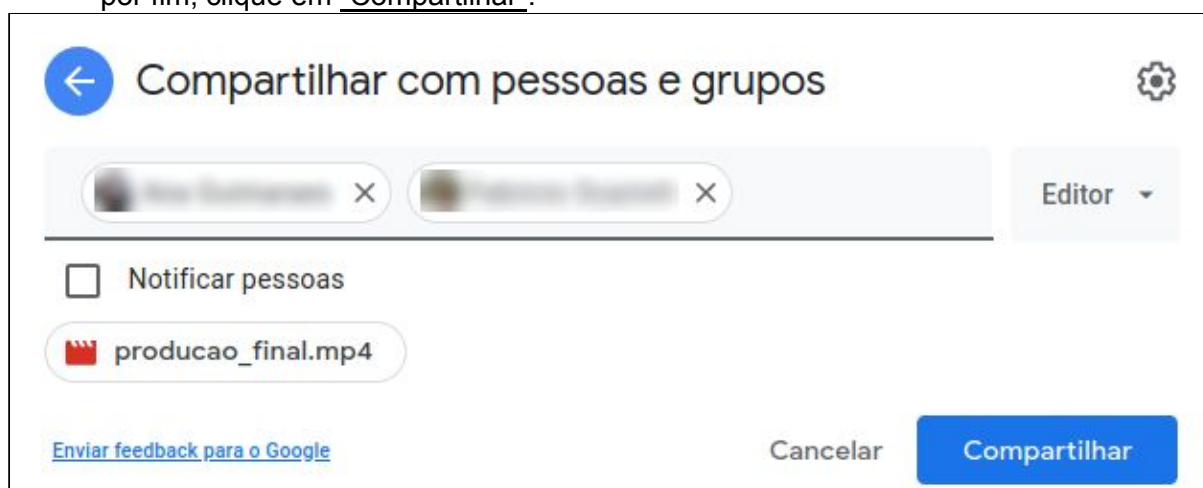 por fim, clique em "Compartilhar".
Compartilhar com pessoas e grupos
Editor
Notificar pessoas
producao_final.mp4
Enviar feedback para o Google
Cancelar
Compartilhar